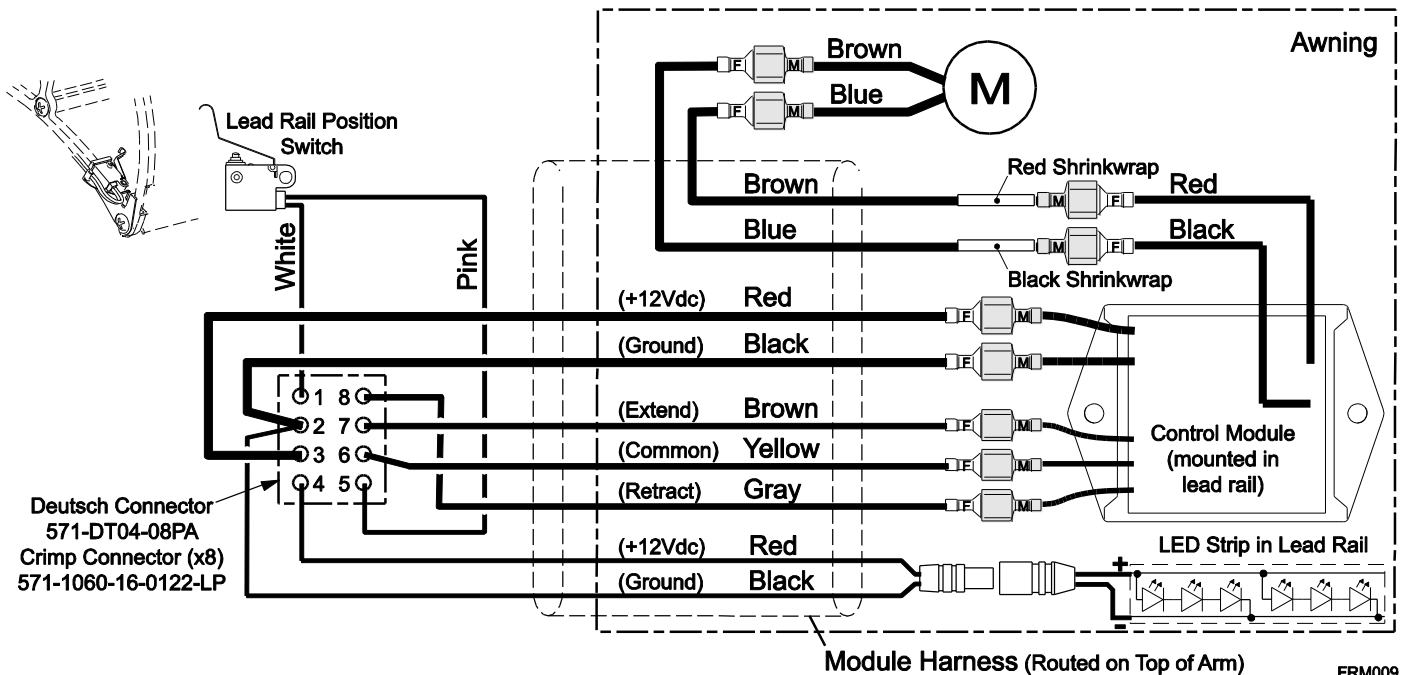 Awning
Brown
M
F
M
Blue
F
M
Lead Rail Position
Switch
Red Shrinkwrap
Brown
M
F
Red
Blue
M
F
Black
Black Shrinkwrap
White
Pink
(+12Vdc) Red
F
M
(Ground) Black
F
M
1 8
2 7
3 6
4 5
(Extend) Brown
F
M
(Common) Yellow
F
M
(Retract) Gray
F
M
Control Module
(mounted in
lead rail)
Deutsch Connector
571-DT04-08PA
Crimp Connector (x8)
571-1060-16-0122-LP
(+12Vdc) Red
(Ground) Black
LED Strip in Lead Rail
+
-
Module Harness (Routed on Top of Arm)
FRM009